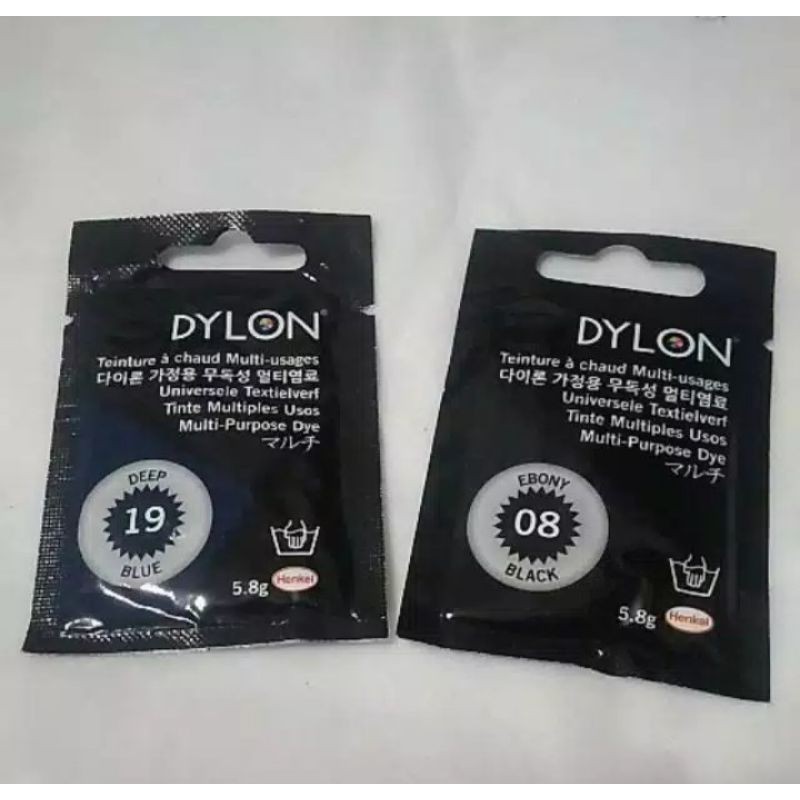 DYLON
Teinture à chaud Multi-usages
다이론 가정용 무독성 멀티염료
Universele Textielverf
Tinte Multiples Usos
Multi-Purpose Dye
マルチ
DEEP
19
BLUE
5.8g
Henkel
DYLON
Teinture à chaud Multi-usages
다이론 가정용 무독성 멀티염료
Universele Textielverf
Tinte Multiples Usos
Multi-Purpose Dye
マルチ
EBONY
08
BLACK
5.8g
Henkel